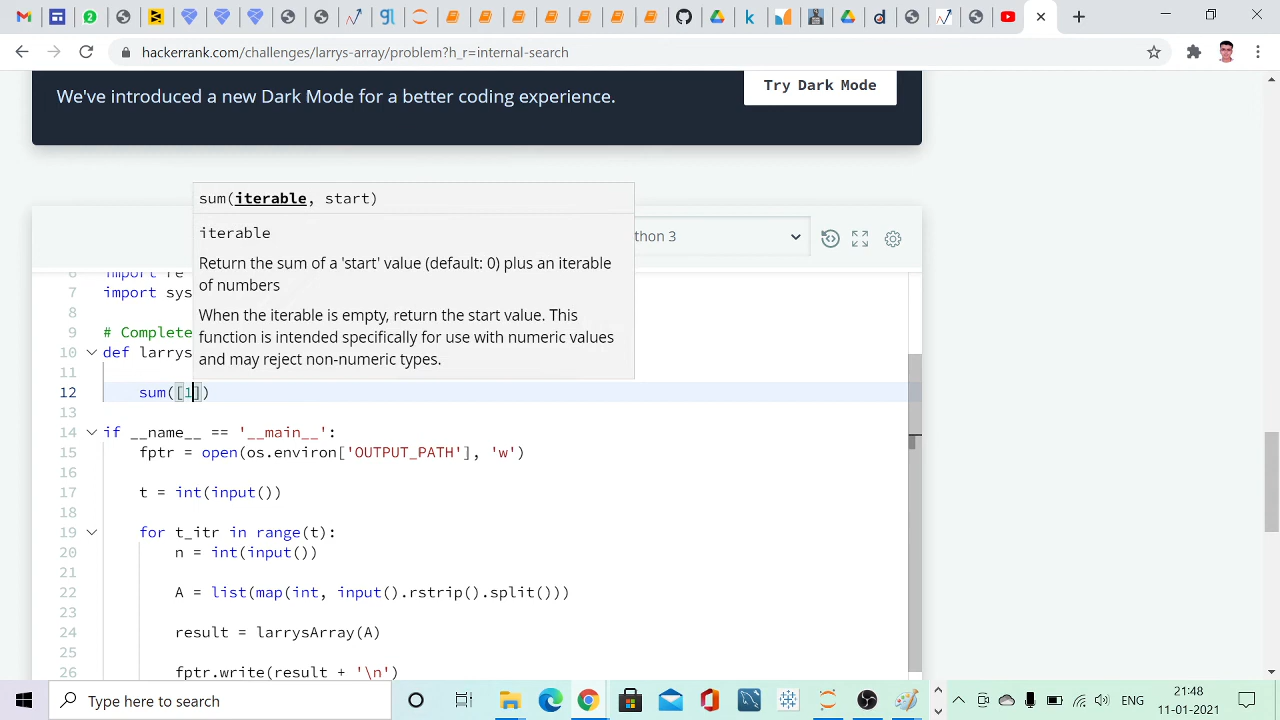 hackerrank.com/challenges/larrys-array/problem?h_r=internal-search
We've introduced a new Dark Mode for a better coding experience.
Try Dark Mode
sum(iterable, start)
iterable
Return the sum of a 'start' value (default: 0) plus an iterable
of numbers
When the iterable is empty, return the start value. This
function is intended specifically for use with numeric values
and may reject non-numeric types.
thon 3
6 import re
7 import sys
8
9 # Complete
10 def larrys
11
12 sum([1])
13
14 if __name__ == '__main__':
15 fptr = open(os.environ['OUTPUT_PATH'], 'w')
16
17 t = int(input())
18
19 for t_itr in range(t):
20 n = int(input())
21
22 A = list(map(int, input().rstrip().split()))
23
24 result = larrysArray(A)
25
26 fptr.write(result + '\n')
Type here to search
ENG
21:48
11-01-2021